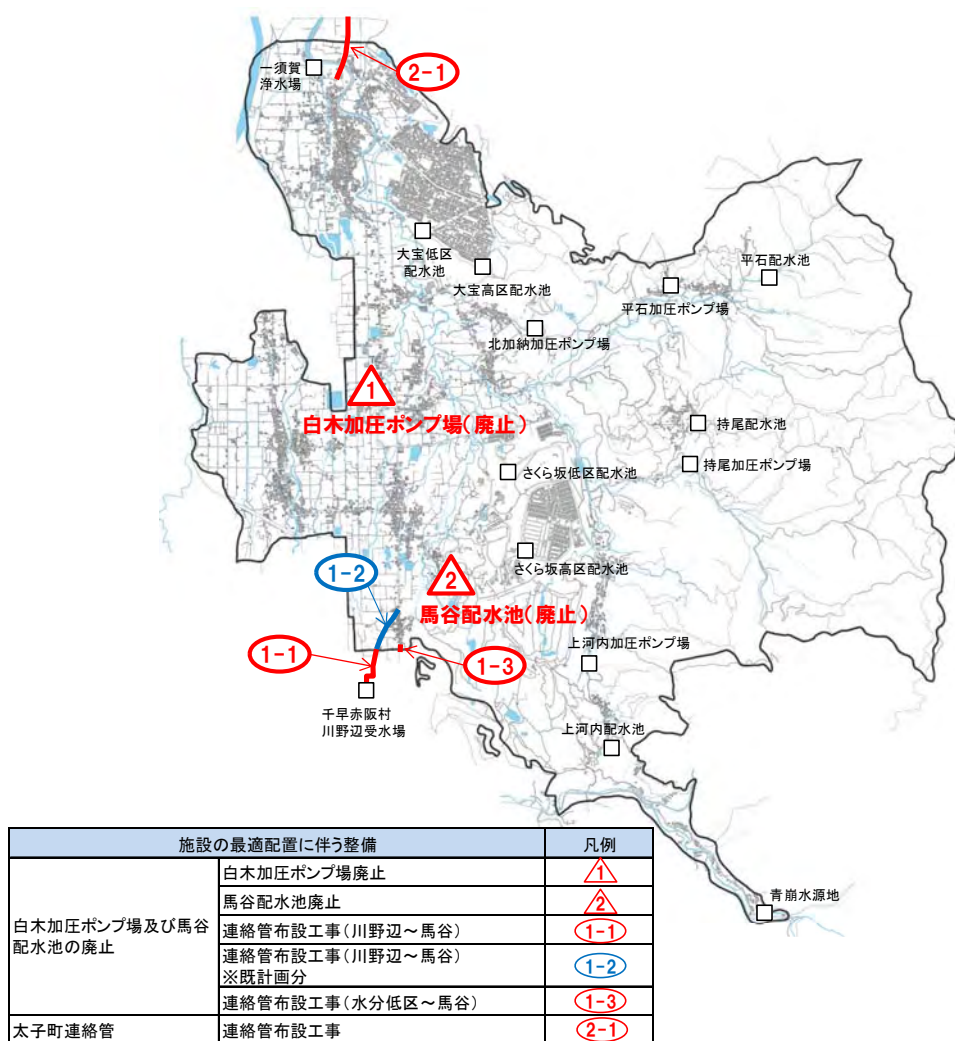 一須賀
浄水場
2-1
大宝低区
配水池
大宝高区配水池
平石配水池
平石加圧ポンプ場
北加納加圧ポンプ場
1
白木加圧ポンプ場(廃止)
持尾配水池
持尾加圧ポンプ場
さくら坂低区配水池
さくら坂高区配水池
1-2
2
馬谷配水池(廃止)
1-1
1-3
上河内加圧ポンプ場
千早赤阪村
川野辺受水場
上河内配水池
青崩水源地
施設の最適配置に伴う整備 凡例
白木加圧ポンプ場及び馬谷
配水池の廃止
白木加圧ポンプ場廃止 1
馬谷配水池廃止 2
連絡管布設工事(川野辺~馬谷) 1-1
連絡管布設工事(川野辺~馬谷)
※既計画分 1-2
連絡管布設工事(水分低区~馬谷) 1-3
太子町連絡管 連絡管布設工事 2-1